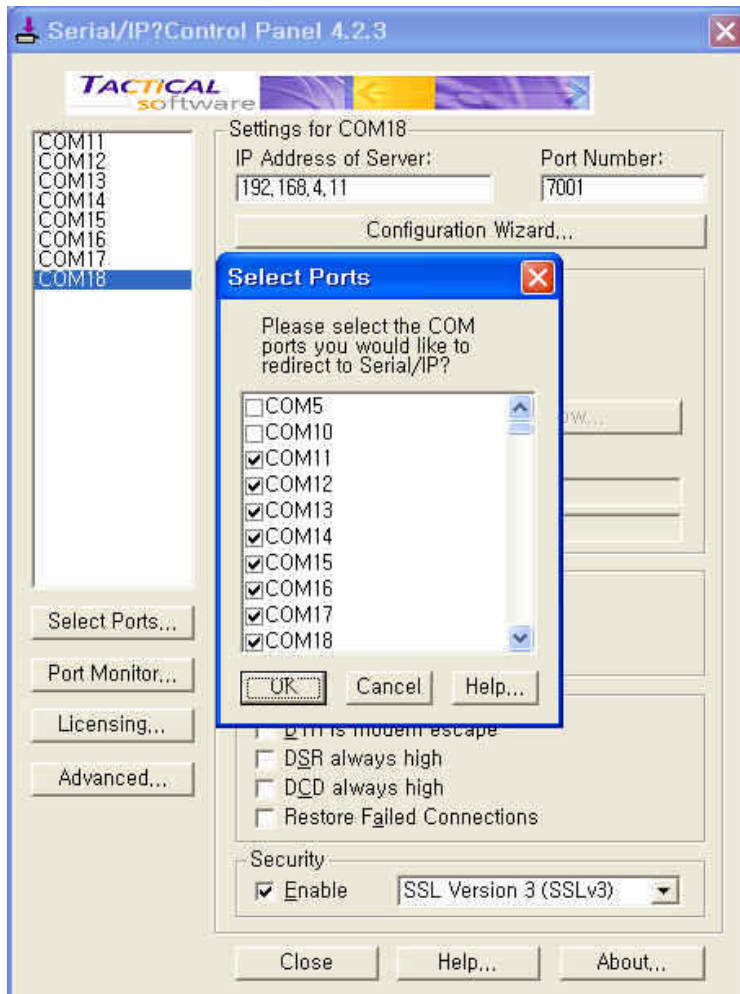 Serial/IP?Control Panel 4.2.3
TACTICAL
software
COM11
COM12
COM13
COM14
COM15
COM16
COM17
COM18
Select Ports...
Port Monitor...
Licensing...
Advanced...
Settings for COM18
IP Address of Server:
Port Number:
192,168,4,11
7001
Configuration Wizard...
Select Ports
Please select the COM
ports you would like to
redirect to Serial/IP?
COM5
COM10
COM11
COM12
COM13
COM14
COM15
COM16
COM17
COM18
OK
Cancel
Help...
DTR is modem escape
DSR always high
DCD always high
Restore Failed Connections
Security
Enable
SSL Version 3 (SSLv3)
Close
Help...
About...